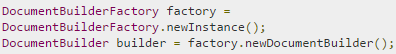 DocumentBuilderFactory factory =
DocumentBuilderFactory.newInstance();
DocumentBuilder builder = factory.newDocumentBuilder();